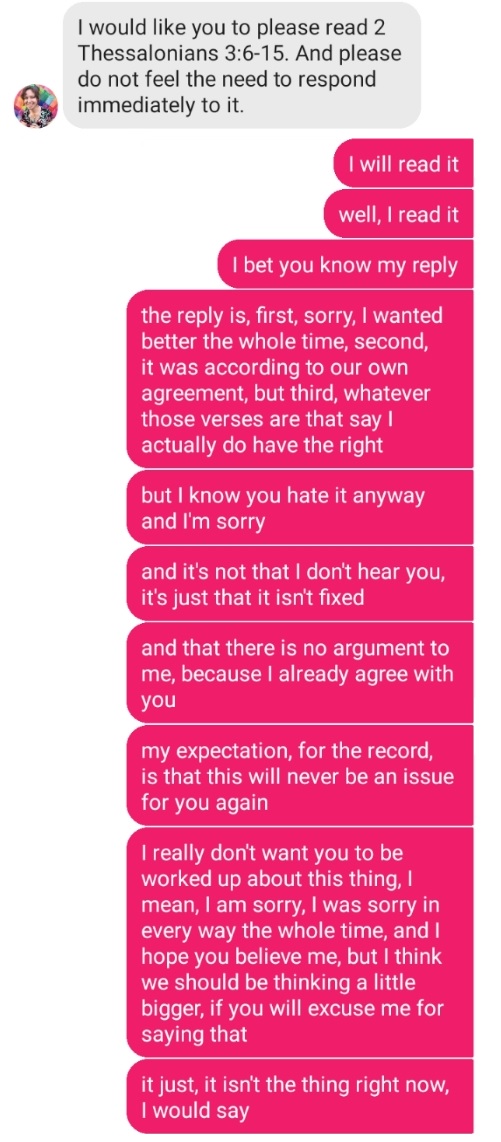 I would like you to please read 2
Thessalonians 3:6-15. And please
do not feel the need to respond
immediately to it.
I will read it
well, I read it
I bet you know my reply
the reply is, first, sorry, I wanted
better the whole time, second,
it was according to our own
agreement, but third, whatever
those verses are that say I
actually do have the right
but I know you hate it anyway
and I'm sorry
and it's not that I don't hear you,
it's just that it isn't fixed
and that there is no argument to
me, because I already agree with
you
my expectation, for the record,
is that this will never be an issue
for you again
I really don't want you to be
worked up about this thing, I
mean, I am sorry, I was sorry in
every way the whole time, and I
hope you believe me, but I think
we should be thinking a little
bigger, if you will excuse me for
saying that
it just, it isn't the thing right now,
I would say